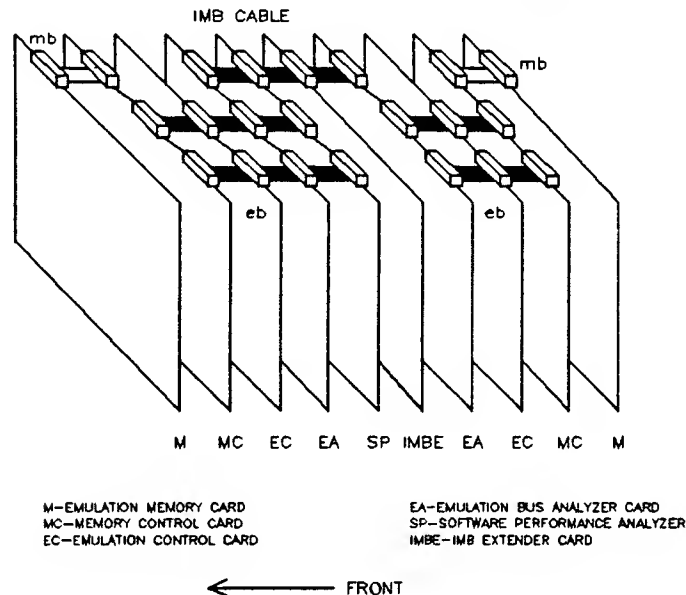 IMB CABLE
mb
mb
eb
eb
M MC EC EA SP IMBE EA EC MC M
M-EMULATION MEMORY CARD
MC-MEMORY CONTROL CARD
EC-EMULATION CONTROL CARD
EA-EMULATION BUS ANALYZER CARD
SP-SOFTWARE PERFORMANCE ANALYZER
IMBE-IMB EXTENDER CARD
FRONT